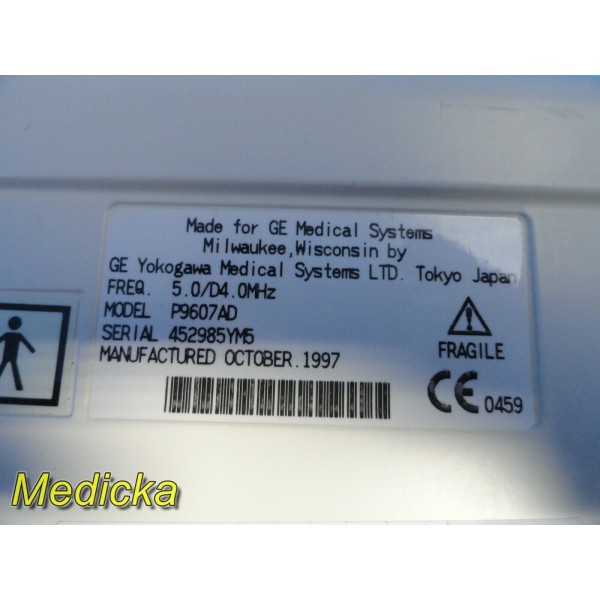 Made for GE Medical Systems
Milwaukee,Wisconsin by
GE Yokogawa Medical Systems LTD. Tokyo Japan
FREQ. 5.0/D4.0MHz
MODEL P9607AD
SERIAL 452985YM5
MANUFACTURED OCTOBER.1997
FRAGILE
CE 0459
Medicka